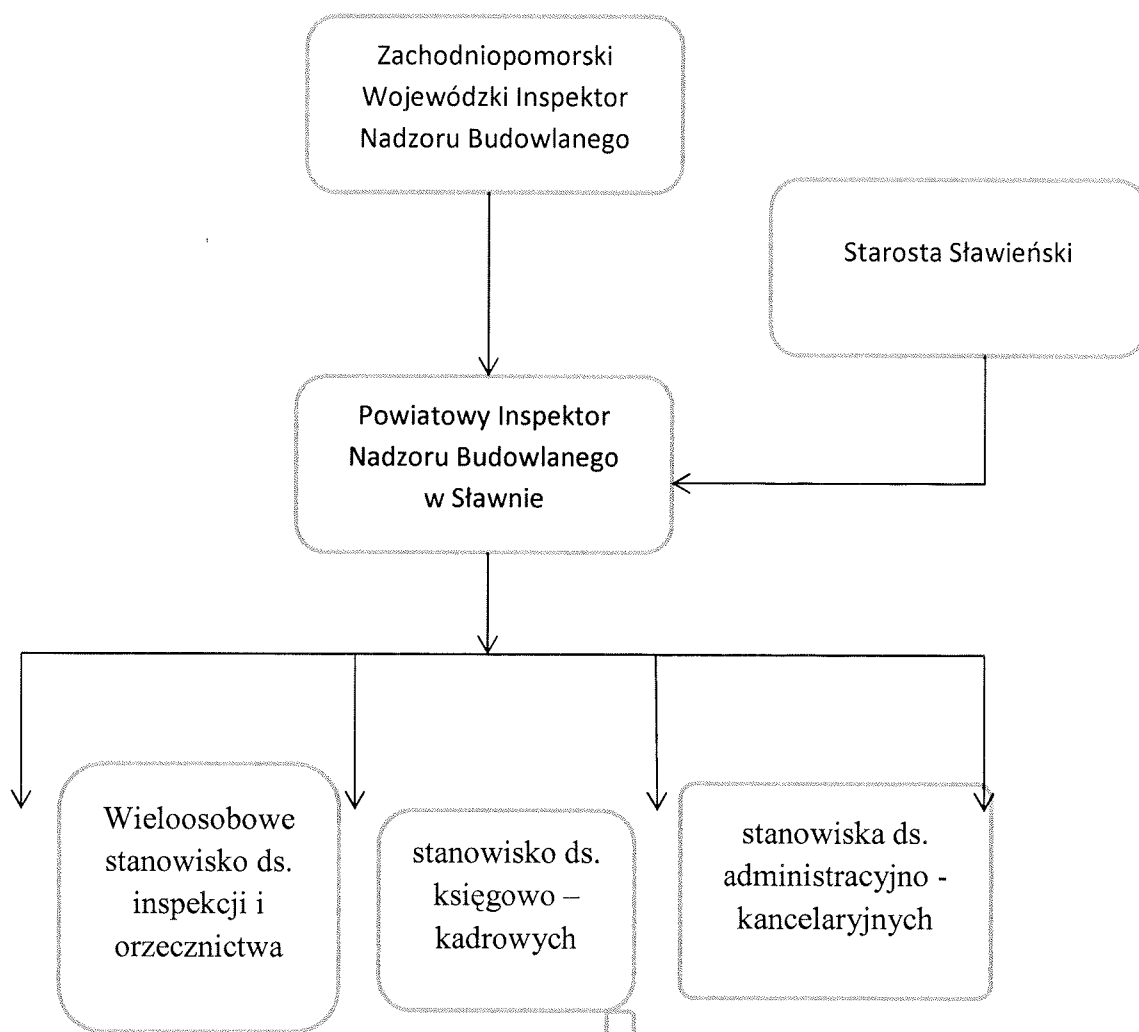 Zachodniopomorski
Wojewódzki Inspektor
Nadzoru Budowlanego
Starosta Sławieński
Powiatowy Inspektor
Nadzoru Budowlanego
w Sławnie
Wieloosobowe
stanowisko ds.
inspekcji i
orzecznictwa
stanowisko ds.
księgowo –
kadrowych
stanowiska ds.
administracyjno -
kancelaryjnych